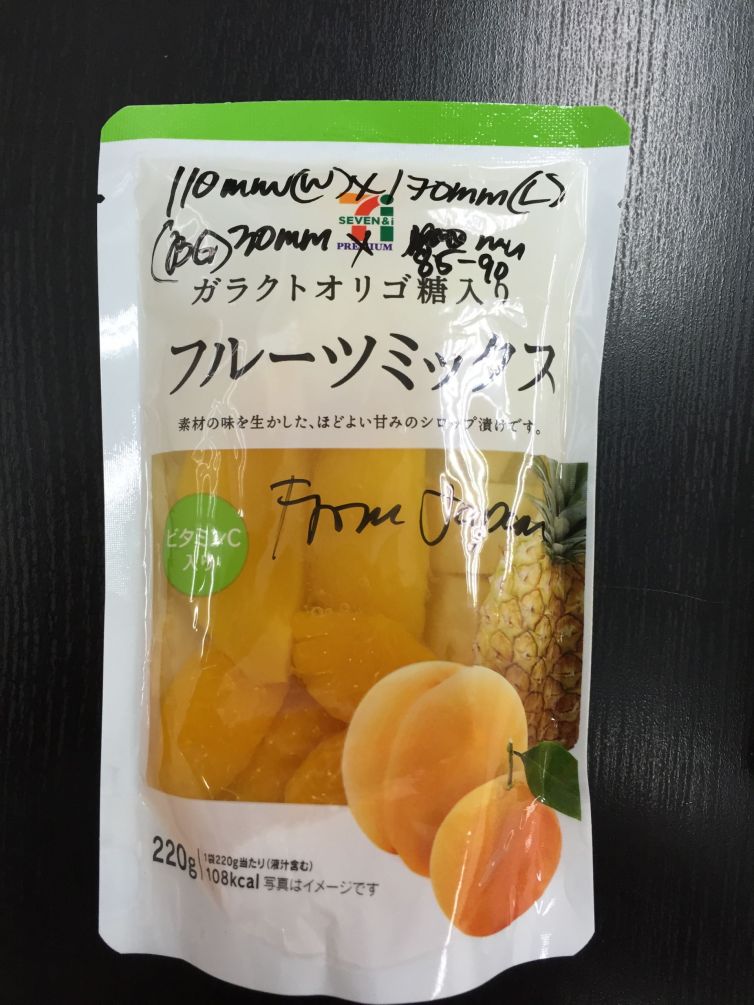 110mm(W)x170mm(L)
SEVEN&i
PREMIUM
(BG)30mm x mm
85-90
ガラクトオリゴ糖入り
フルーツミックス
素材の味を生かした、ほどよい甘みのシロップ漬けです。
From Japan
ビタミンC
入り
220g
1袋220g当たり(液汁含む)
108kcal 写真はイメージです